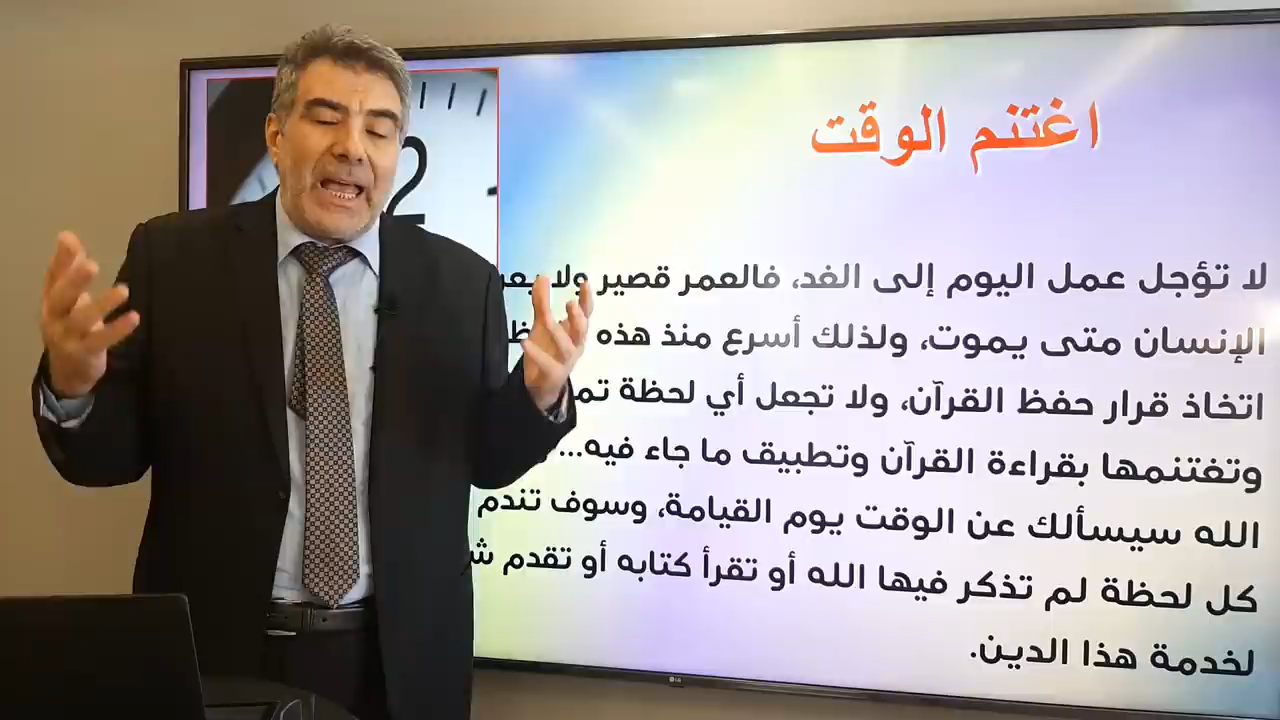 اغتنم الوقت
2
لا تؤجل عمل اليوم إلى الغد، فالعمر قصير ولا
الإنسان متى يموت، ولذلك أسرع منذ هذه
اتخاذ قرار حفظ القرآن، ولا تجعل أي لحظة
وتغتنمها بقراءة القرآن وتطبيق ما جاء فيه...
الله سيسألك عن الوقت يوم القيامة، وسوف تندم
كل لحظة لم تذكر فيها الله أو تقرأ كتابه أو تقدم
لخدمة هذا الدين.
LG